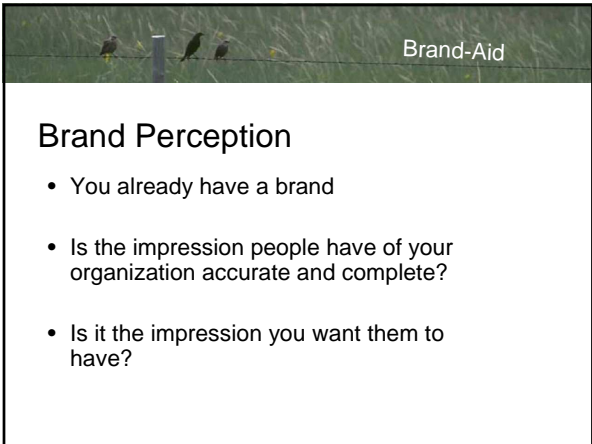 Brand-Aid
Brand Perception
• You already have a brand
• Is the impression people have of your
organization accurate and complete?
• Is it the impression you want them to
have?